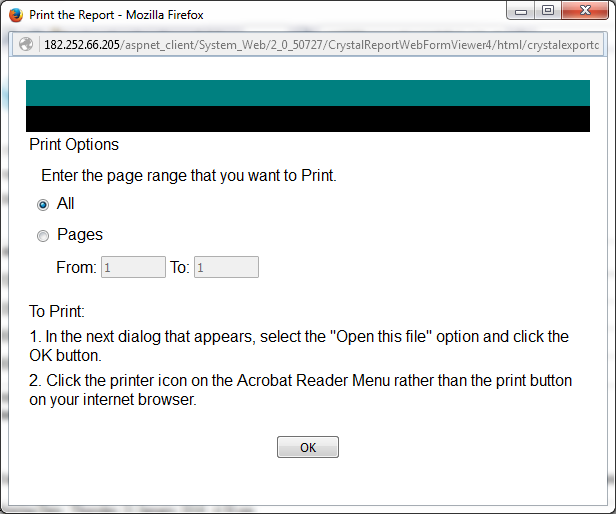 Print the Report - Mozilla Firefox
182.252.66.205/aspnet_client/System_Web/2_0_50727/CrystalReportWebFormViewer4/html/crystalexportd
Print Options
Enter the page range that you want to Print.
All
Pages
From: 1 To: 1
To Print:
1. In the next dialog that appears, select the "Open this file" option and click the
OK button.
2. Click the printer icon on the Acrobat Reader Menu rather than the print button
on your internet browser.
OK